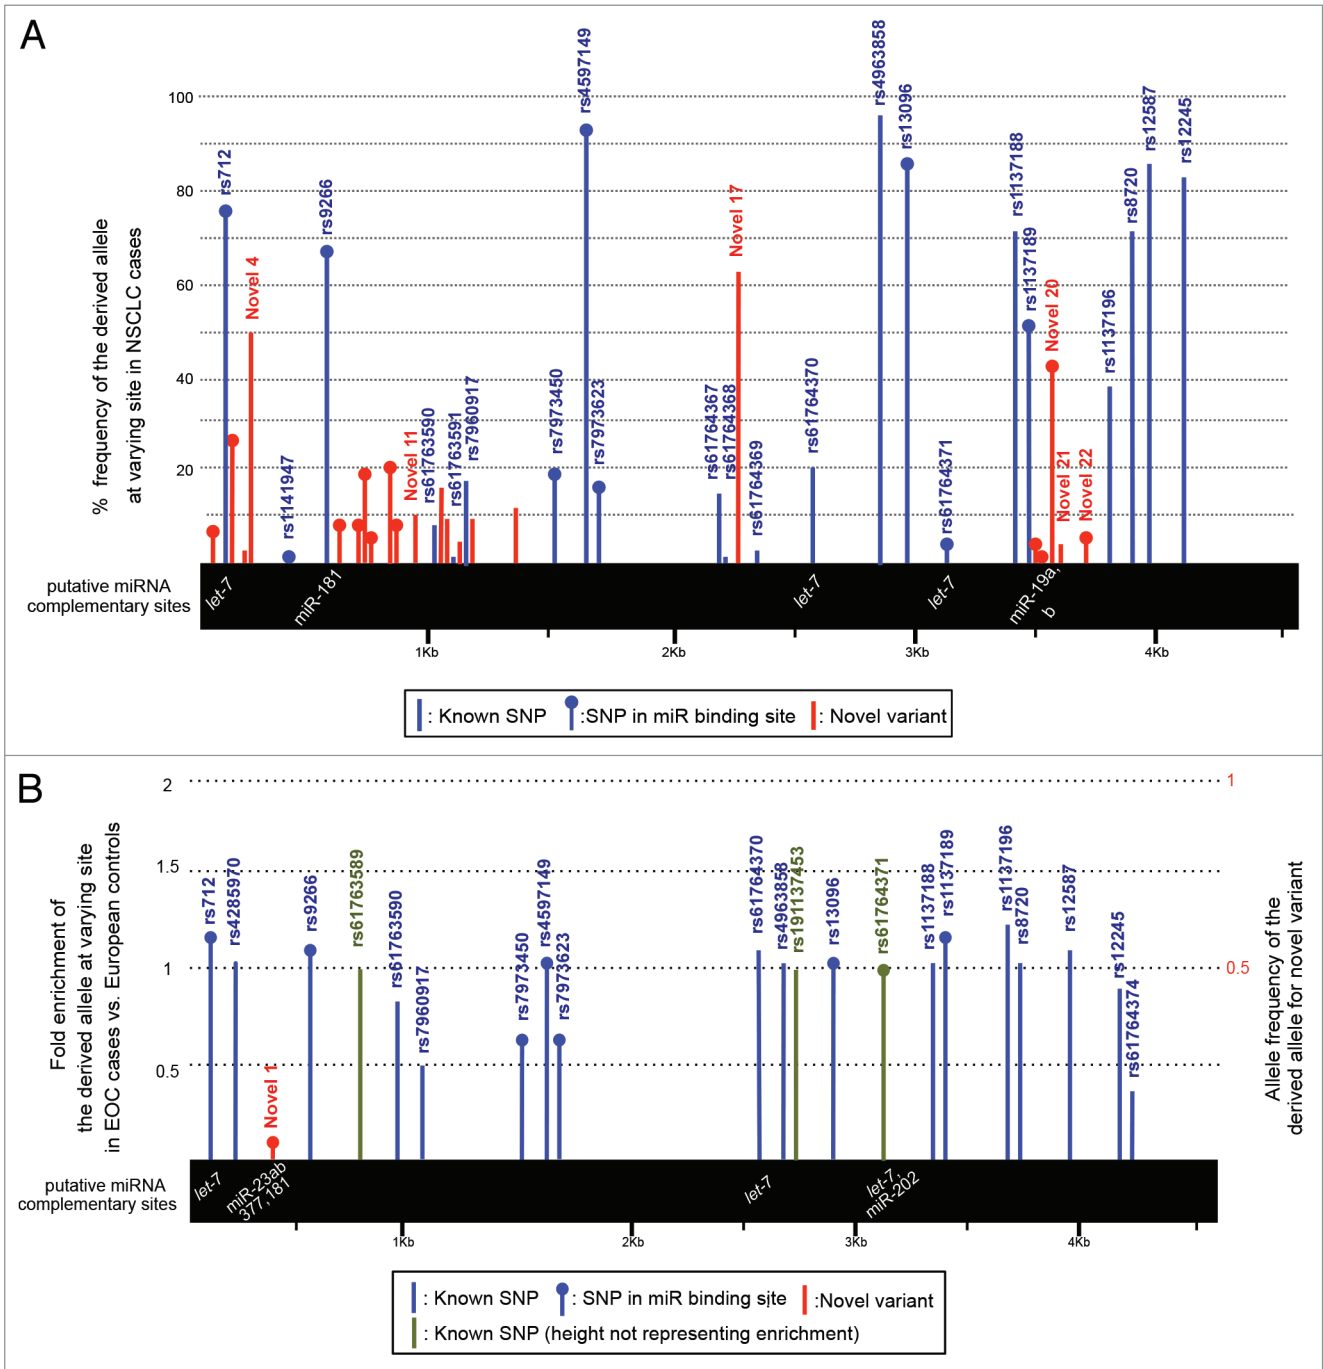 A
% frequency of the derived allele
at varying site in NSCLC cases
100
80
60
40
20
rs712
Novel 4
rs1141947
rs9266
Novel 11
rs61763590
rs61763591
rs7960917
rs7973450
rs4597149
rs7973623
rs61764367
rs61764368
Novel 17
rs61764369
rs61764370
rs4963858
rs13096
rs61764371
rs1137188
rs1137189
Novel 20
Novel 21
Novel 22
rs1137196
rs8720
rs12587
rs12245
putative miRNA
complementary sites
let-7
miR-181
let-7
let-7
miR-19a,
b
1Kb
2Kb
3Kb
4Kb
: Known SNP
:SNP in miR binding site
: Novel variant
B
Fold enrichment of
the derived allele at varying site
in EOC cases vs. European controls
2
1.5
1
0.5
1
0.5
Allele frequency of the
derived allele for novel variant
rs712
rs4285970
Novel 1
rs9266
rs61763589
rs61763590
rs7960917
rs7973450
rs4597149
rs7973623
rs61764370
rs4963858
rs191137453
rs13096
rs61764371
rs1137188
rs1137189
rs1137196
rs8720
rs12587
rs12245
rs61764374
putative miRNA
complementary sites
let-7
miR-23ab
377,181
let-7
let-7,
miR-202
1Kb
2Kb
3Kb
4Kb
: Known SNP
: SNP in miR binding site
:Novel variant
: Known SNP (height not representing enrichment)